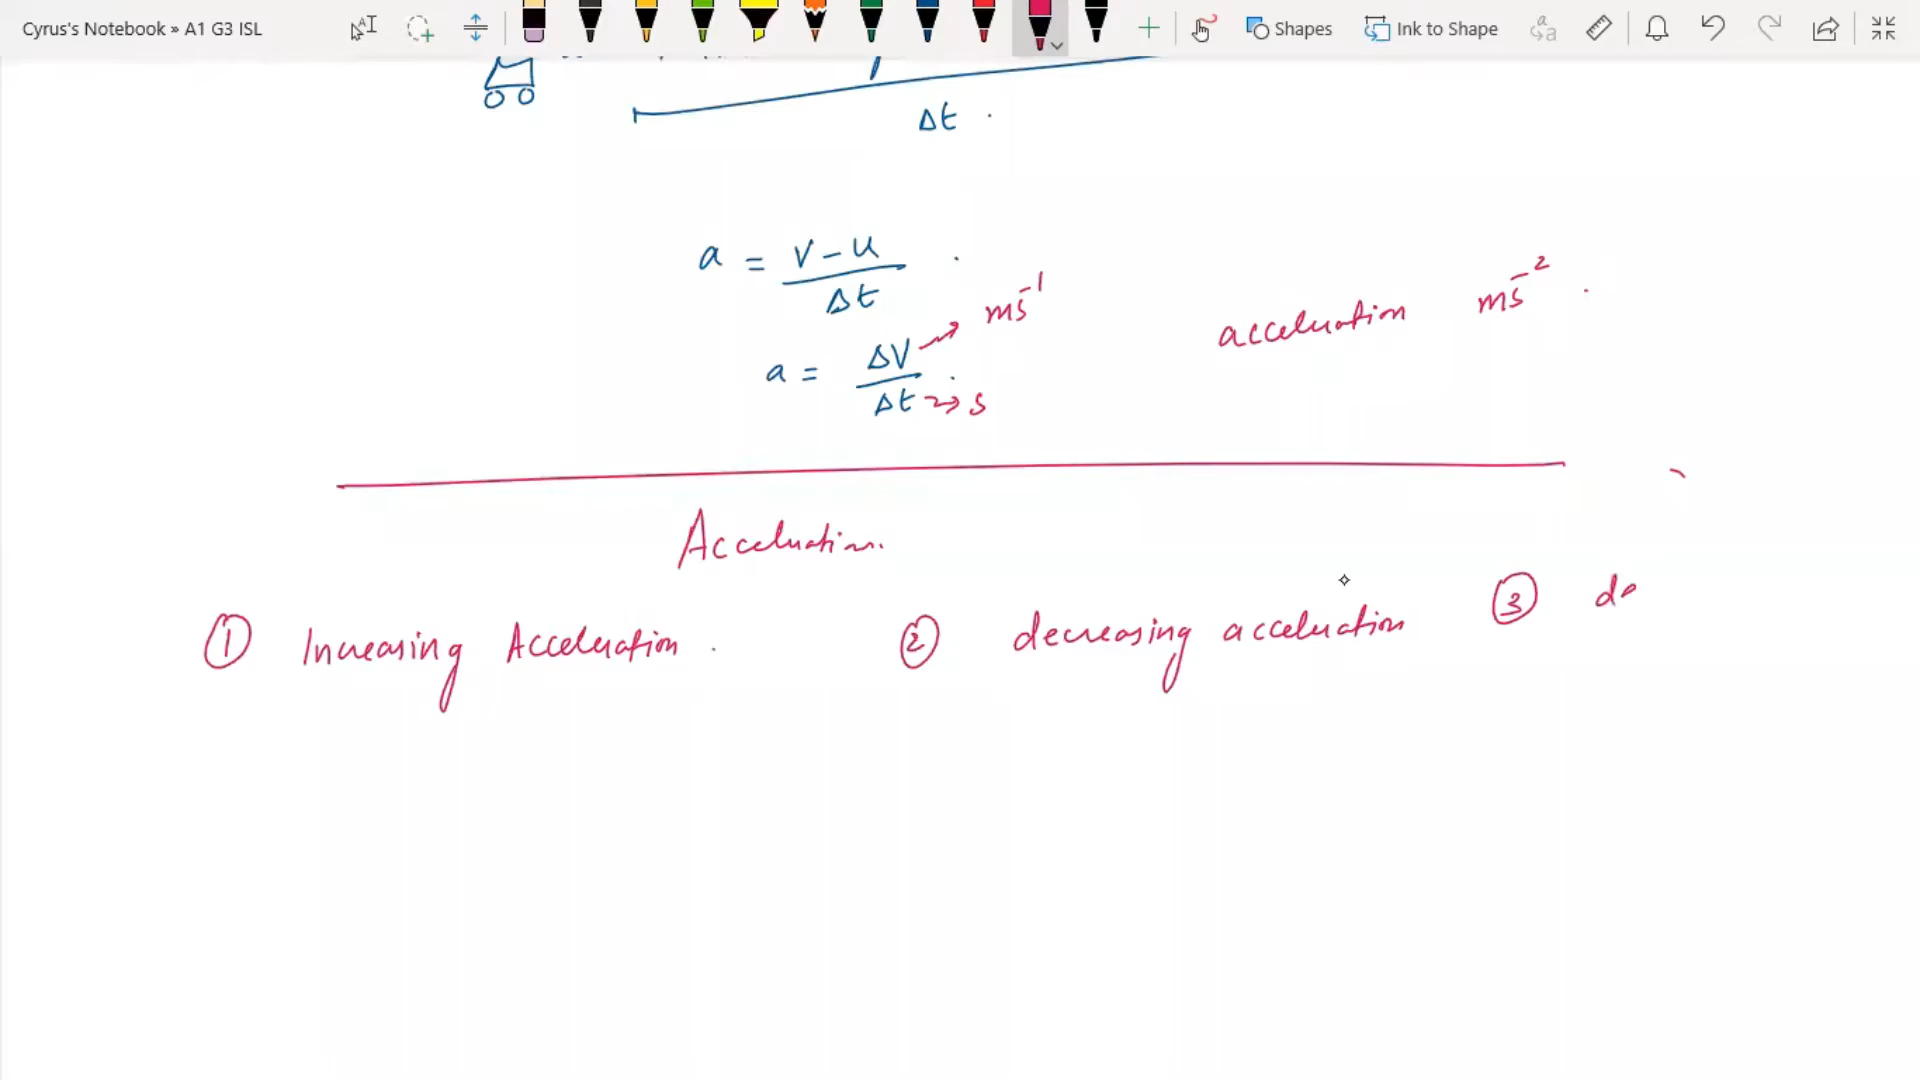 Cyrus's Notebook » A1 G3 ISL
Shapes
Ink to Shape
Δt .
a = V - u / Δt .
ms⁻¹
acceleration ms⁻² .
a = ΔV / Δt . → s
Acceleration.
① Increasing Acceleration .
② decreasing acceleration
③ de